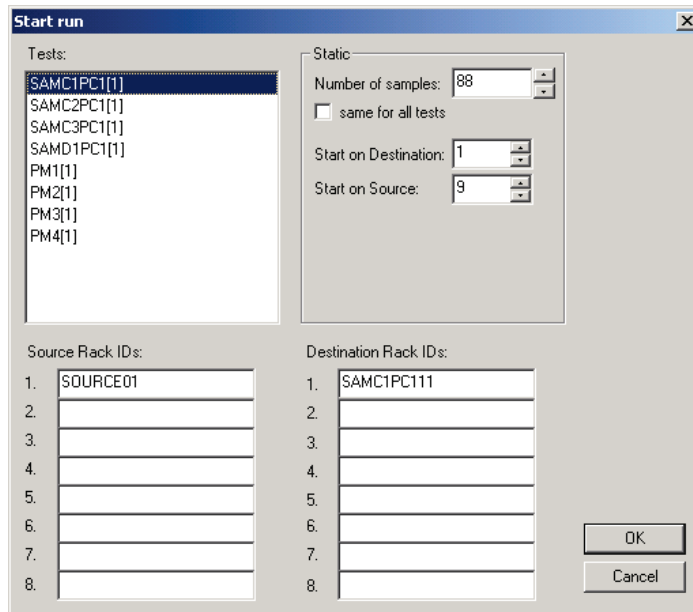 Start run
Tests:
SAMC1PC1[1]
SAMC2PC1[1]
SAMC3PC1[1]
SAMD1PC1[1]
PM1[1]
PM2[1]
PM3[1]
PM4[1]
Static
Number of samples: 88
same for all tests
Start on Destination: 1
Start on Source: 9
Source Rack IDs:
1. SOURCE01
2.
3.
4.
5.
6.
7.
8.
Destination Rack IDs:
1. SAMC1PC111
2.
3.
4.
5.
6.
7.
8.
OK
Cancel